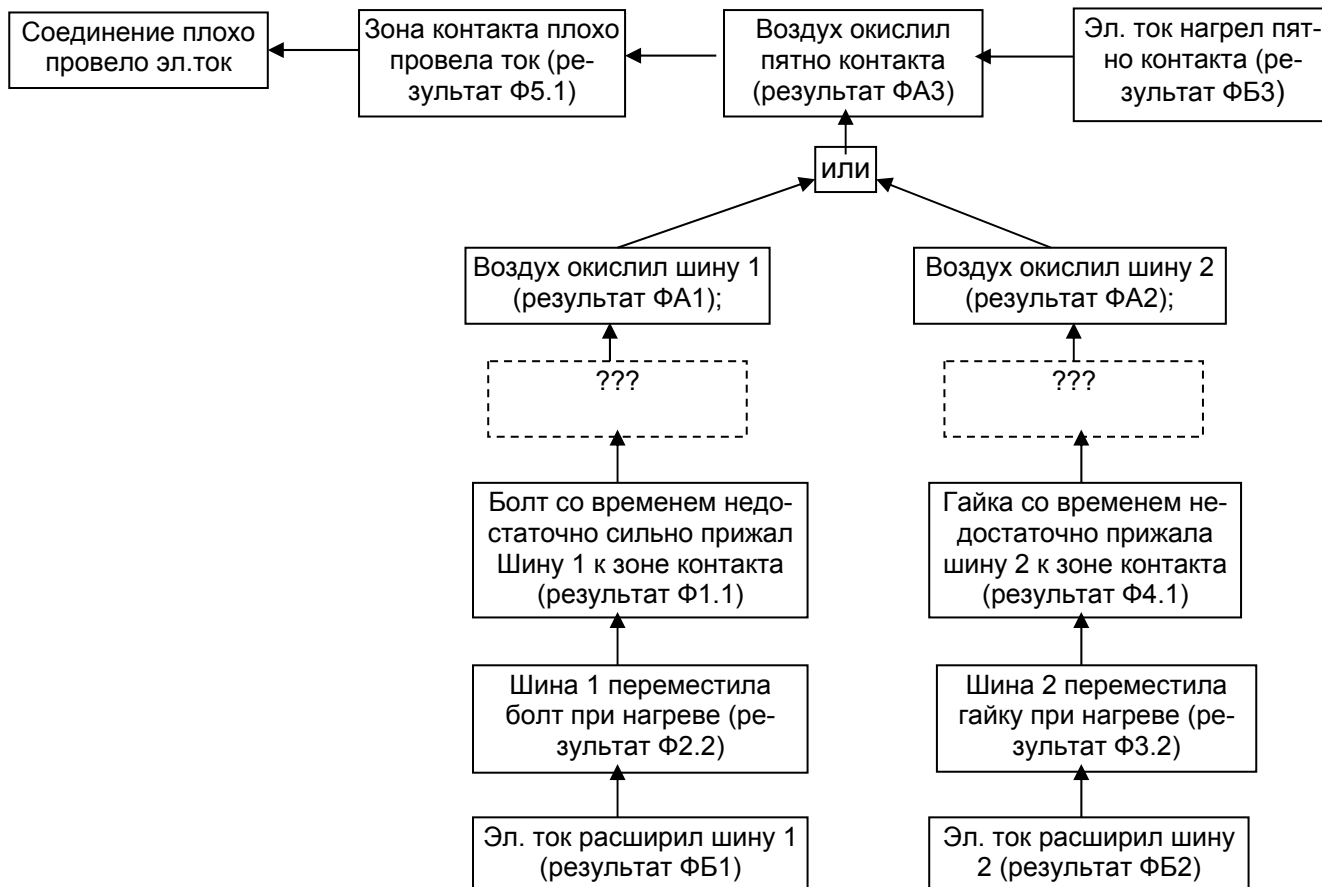 Соединение плохо
провело эл.ток
Зона контакта плохо
провела ток (ре-
зультат Ф5.1)
Воздух окислил
пятно контакта
(результат ФА3)
Эл. ток нагрел пят-
но контакта (ре-
зультат ФБ3)
или
Воздух окислил шину 1
(результат ФА1);
Воздух окислил шину 2
(результат ФА2);
???
???
Болт со временем недо-
статочно сильно прижал
Шину 1 к зоне контакта
(результат Ф1.1)
Гайка со временем не-
достаточно прижала
шину 2 к зоне контакта
(результат Ф4.1)
Шина 1 переместила
болт при нагреве (ре-
зультат Ф2.2)
Шина 2 переместила
гайку при нагреве (ре-
зультат Ф3.2)
Эл. ток расширил шину 1
(результат ФБ1)
Эл. ток расширил шину
2 (результат ФБ2)